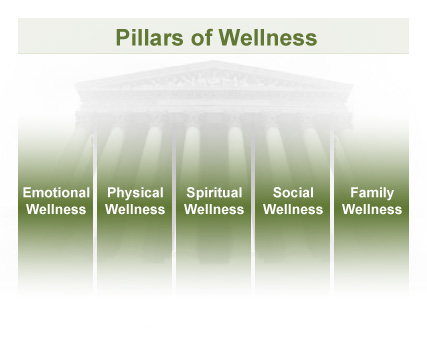 Pillars of Wellness
Emotional Wellness
Physical Wellness
Spiritual Wellness
Social Wellness
Family Wellness